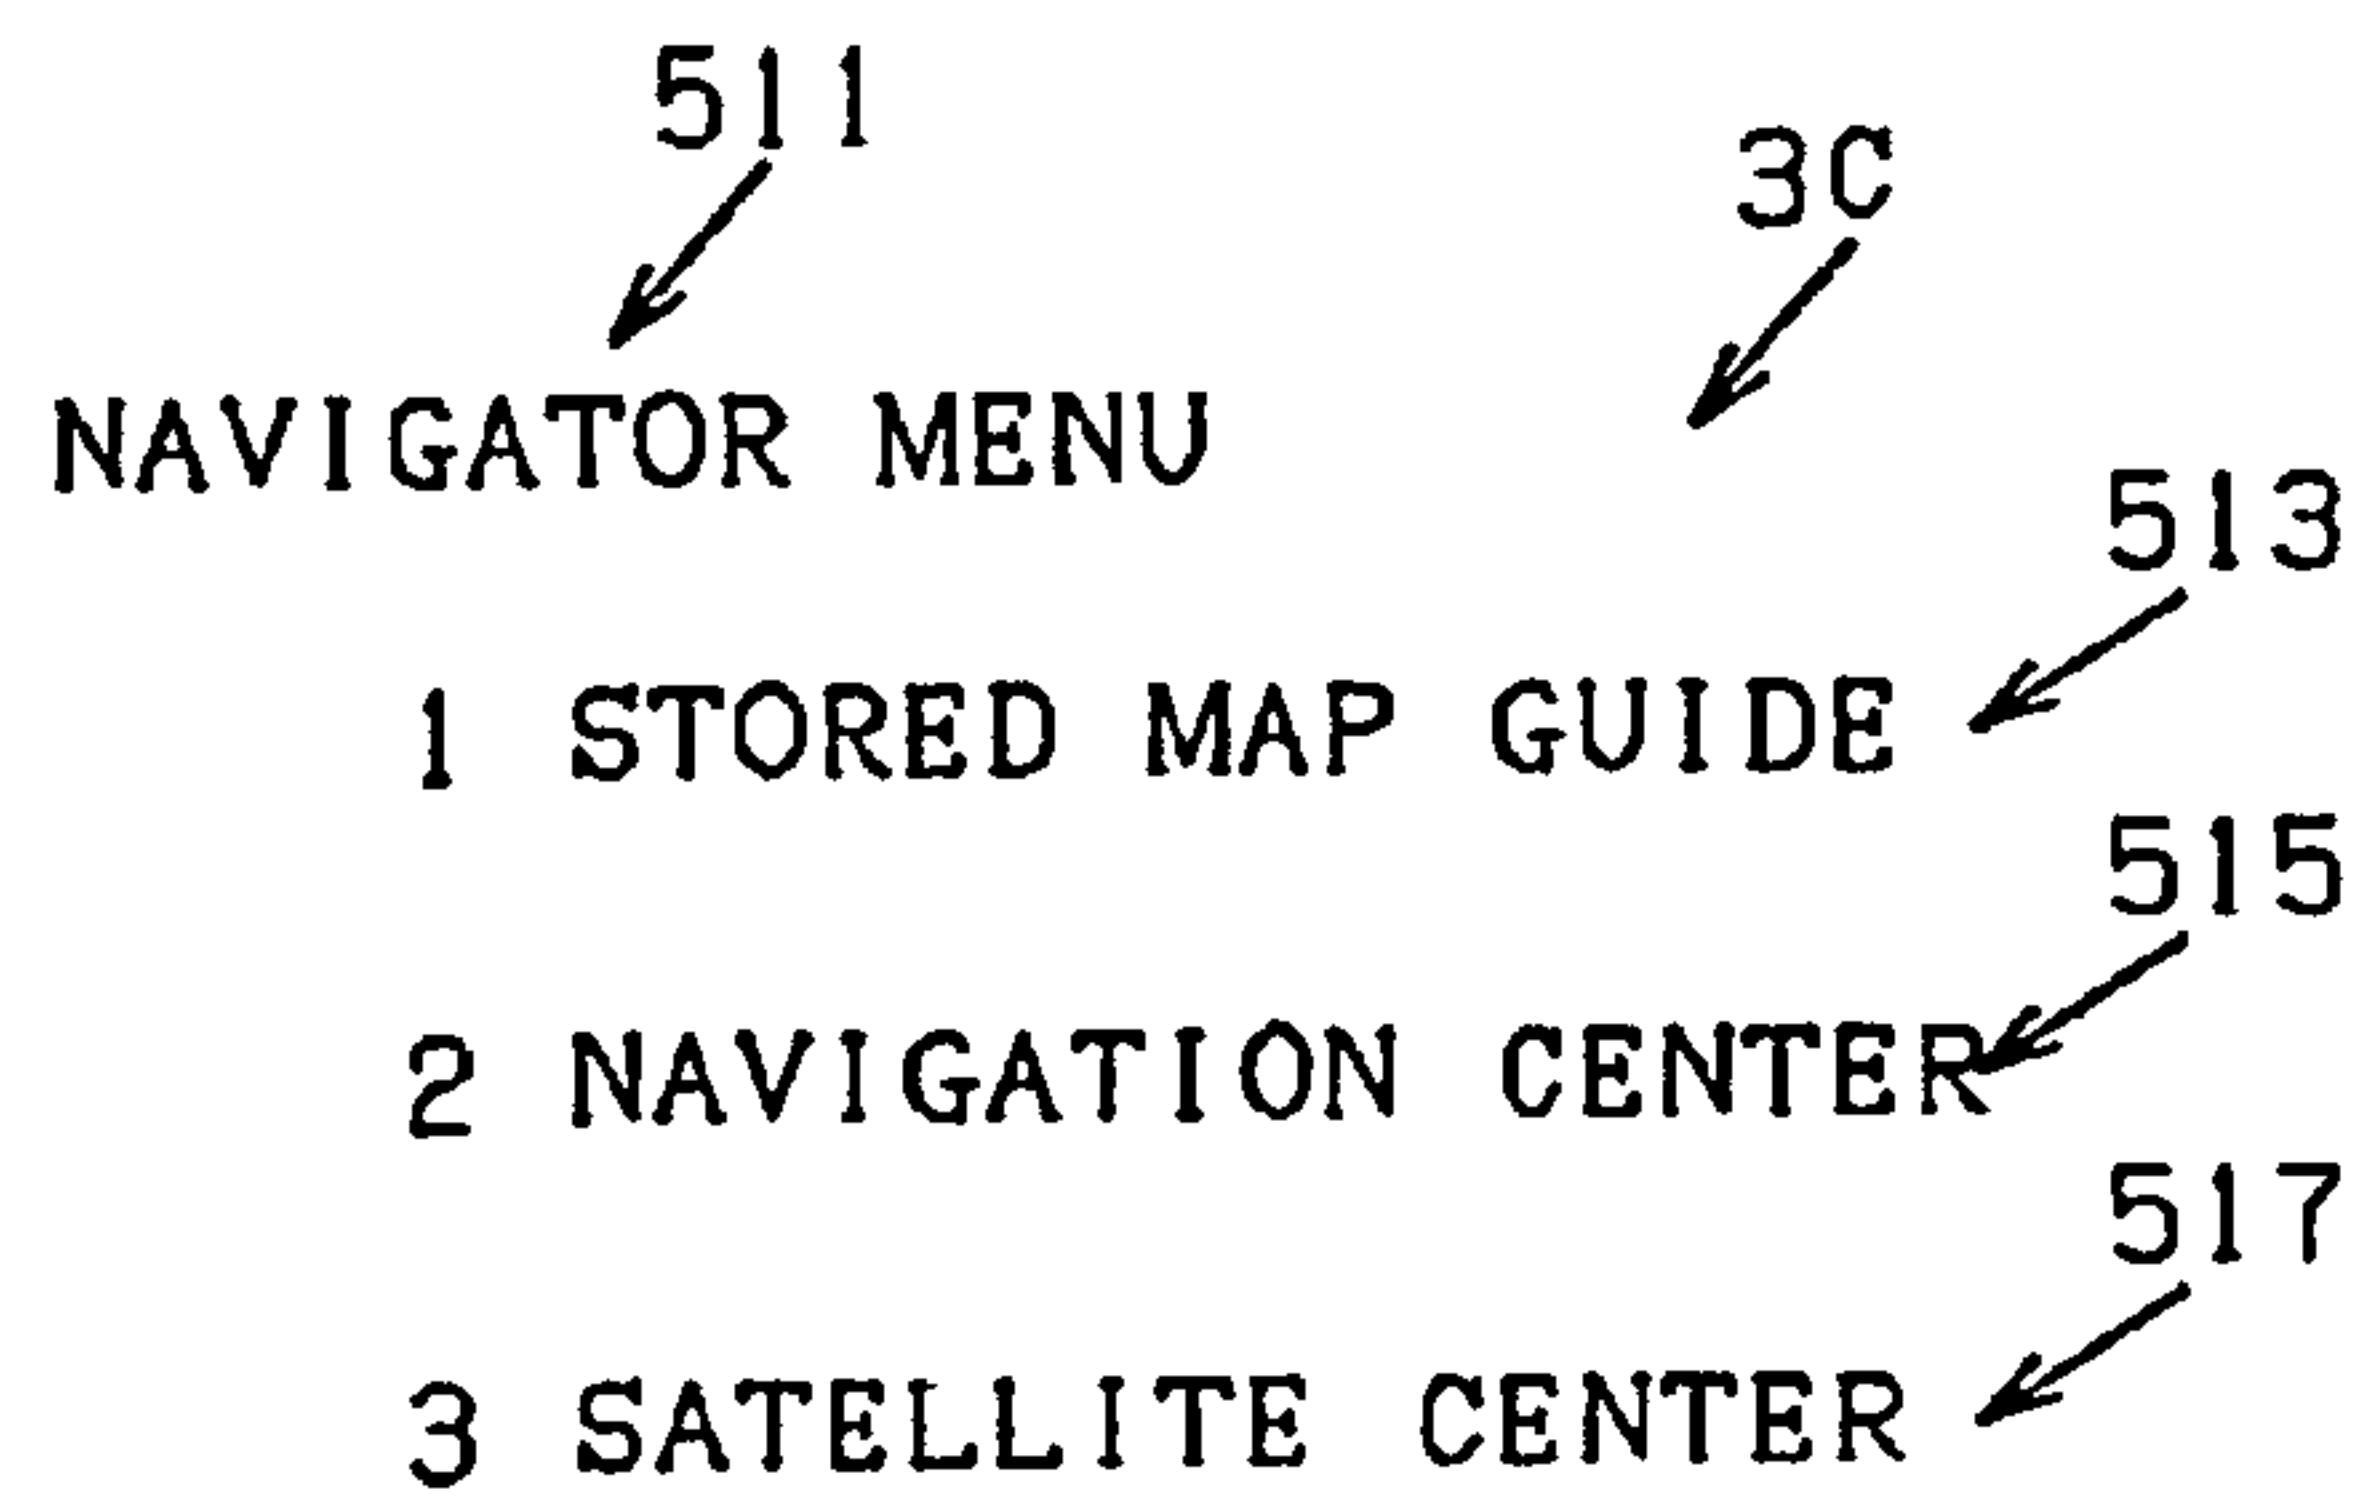 511
3C
NAVIGATOR MENU
513
1 STORED MAP GUIDE
515
2 NAVIGATION CENTER
517
3 SATELLITE CENTER